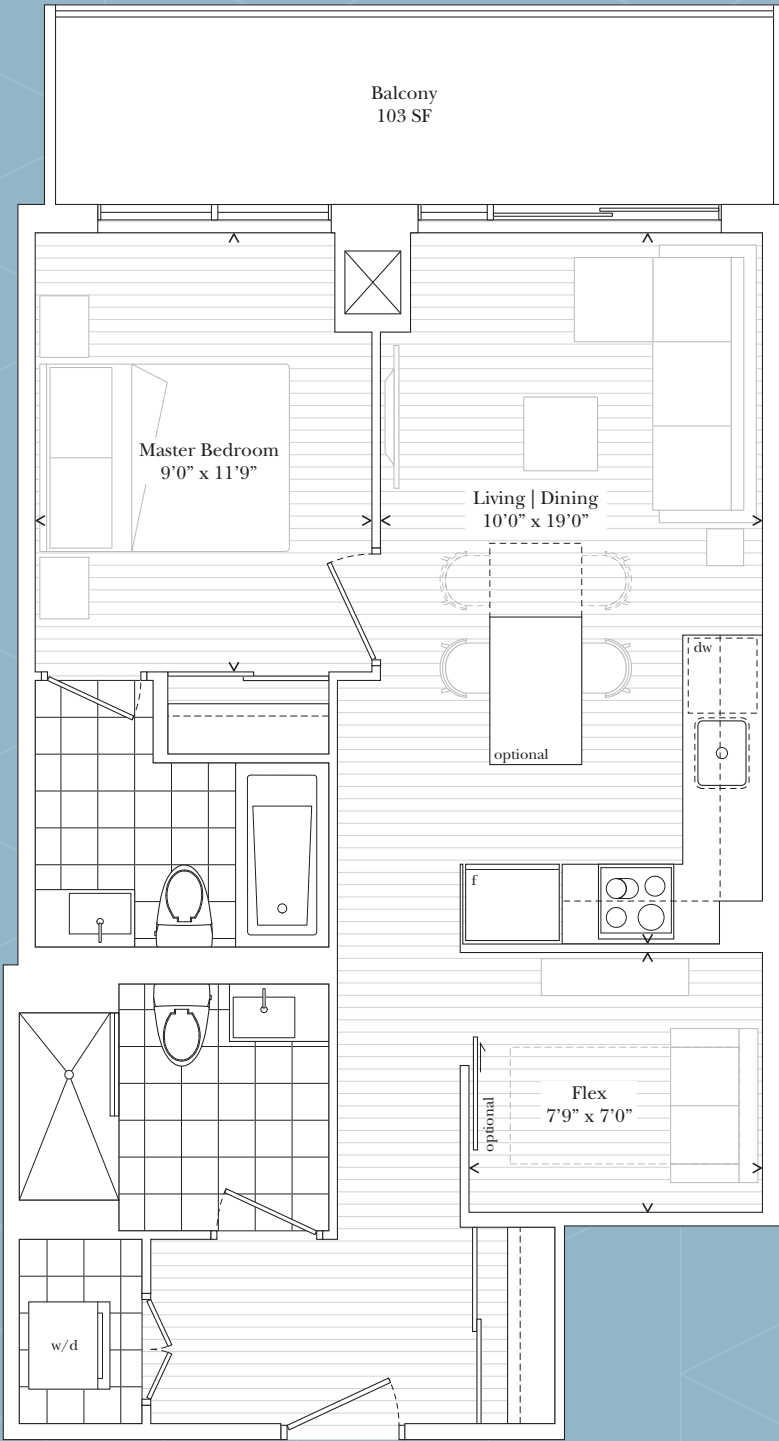 Balcony
103 SF
Master Bedroom
9’0” x 11’9”
Living | Dining
10’0” x 19’0”
dw
optional
f
Flex
7’9” x 7’0”
optional
w/d